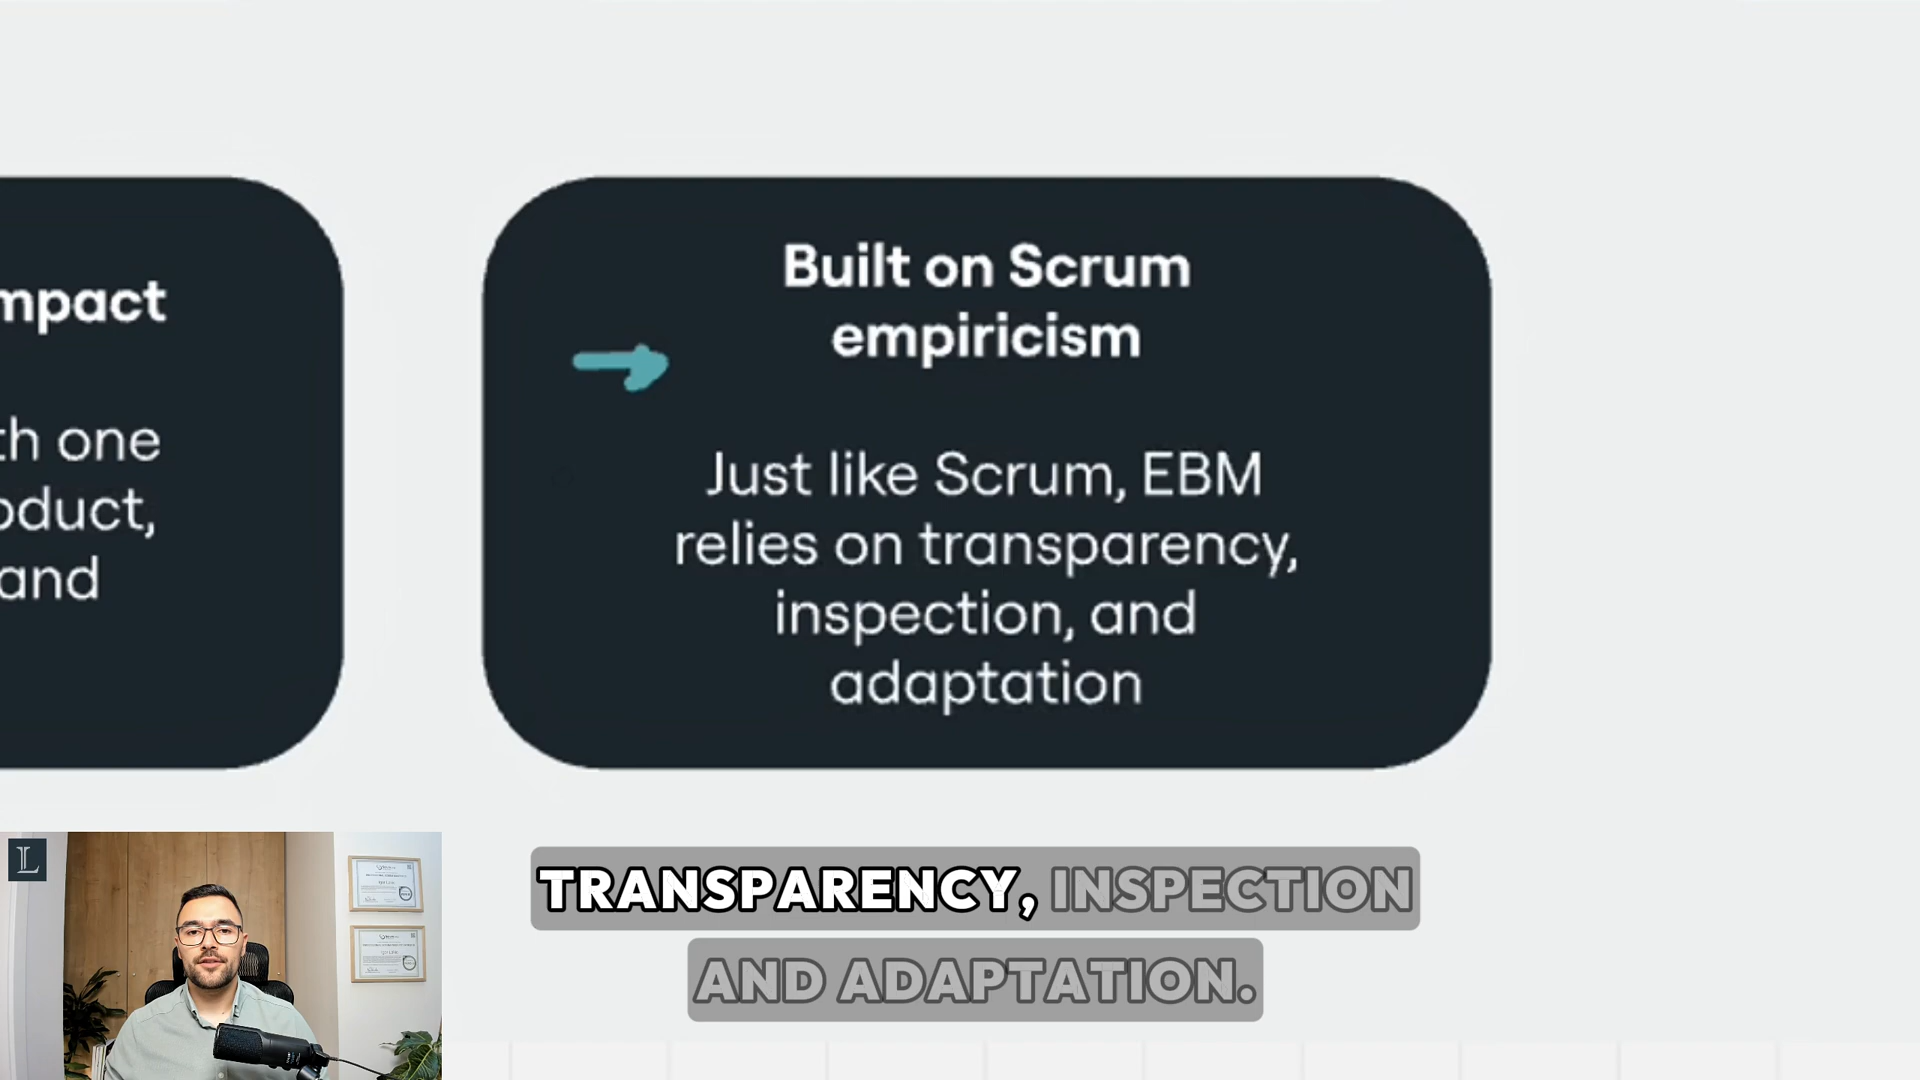 mpact
th one
oduct,
and
Built on Scrum
empiricism
Just like Scrum, EBM
relies on transparency,
inspection, and
adaptation
L
TRANSPARENCY, INSPECTION
AND ADAPTATION.